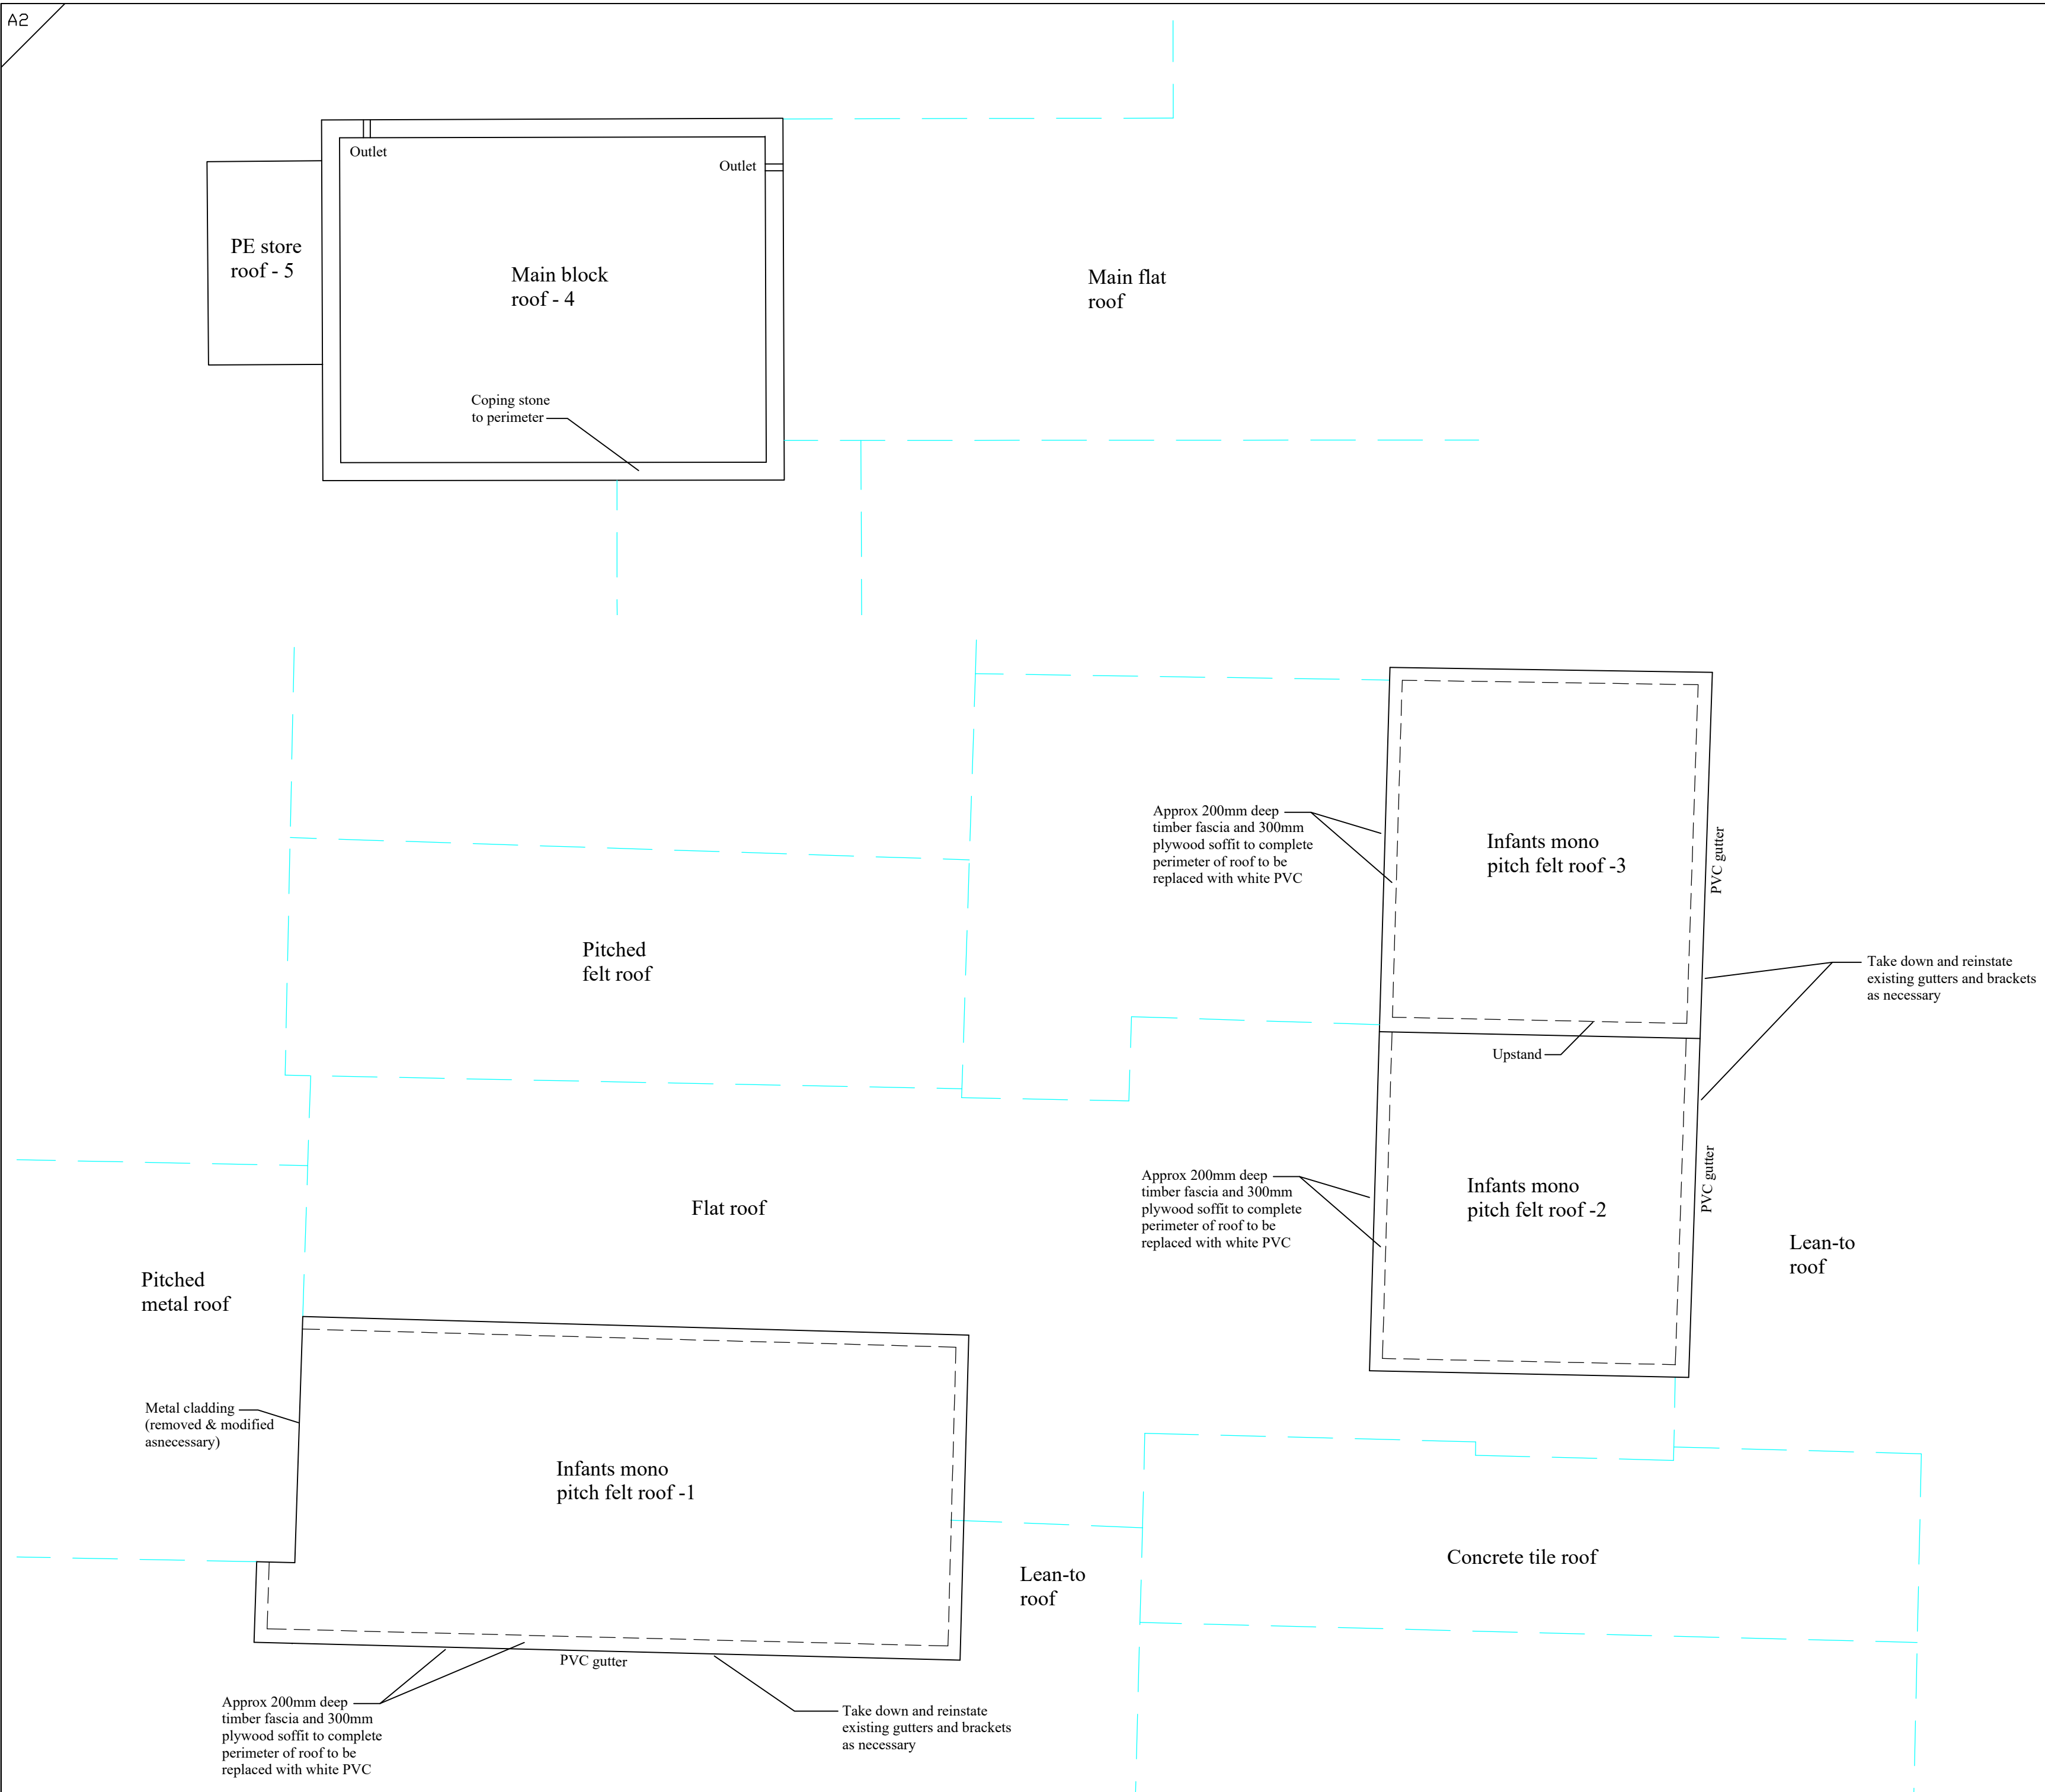 A2
Outlet
Outlet
PE store
roof - 5
Main block
roof - 4
Main flat
roof
Coping stone
to perimeter
Approx 200mm deep
timber fascia and 300mm
plywood soffit to complete
perimeter of roof to be
replaced with white PVC
Infants mono
pitch felt roof -3
PVC gutter
Pitched
felt roof
Take down and reinstate
existing gutters and brackets
as necessary
Upstand
Approx 200mm deep
timber fascia and 300mm
plywood soffit to complete
perimeter of roof to be
replaced with white PVC
Infants mono
pitch felt roof -2
PVC gutter
Flat roof
Lean-to
roof
Pitched
metal roof
Metal cladding
(removed & modified
asnecessary)
Infants mono
pitch felt roof -1
Concrete tile roof
Lean-to
roof
PVC gutter
Approx 200mm deep
timber fascia and 300mm
plywood soffit to complete
perimeter of roof to be
replaced with white PVC
Take down and reinstate
existing gutters and brackets
as necessary